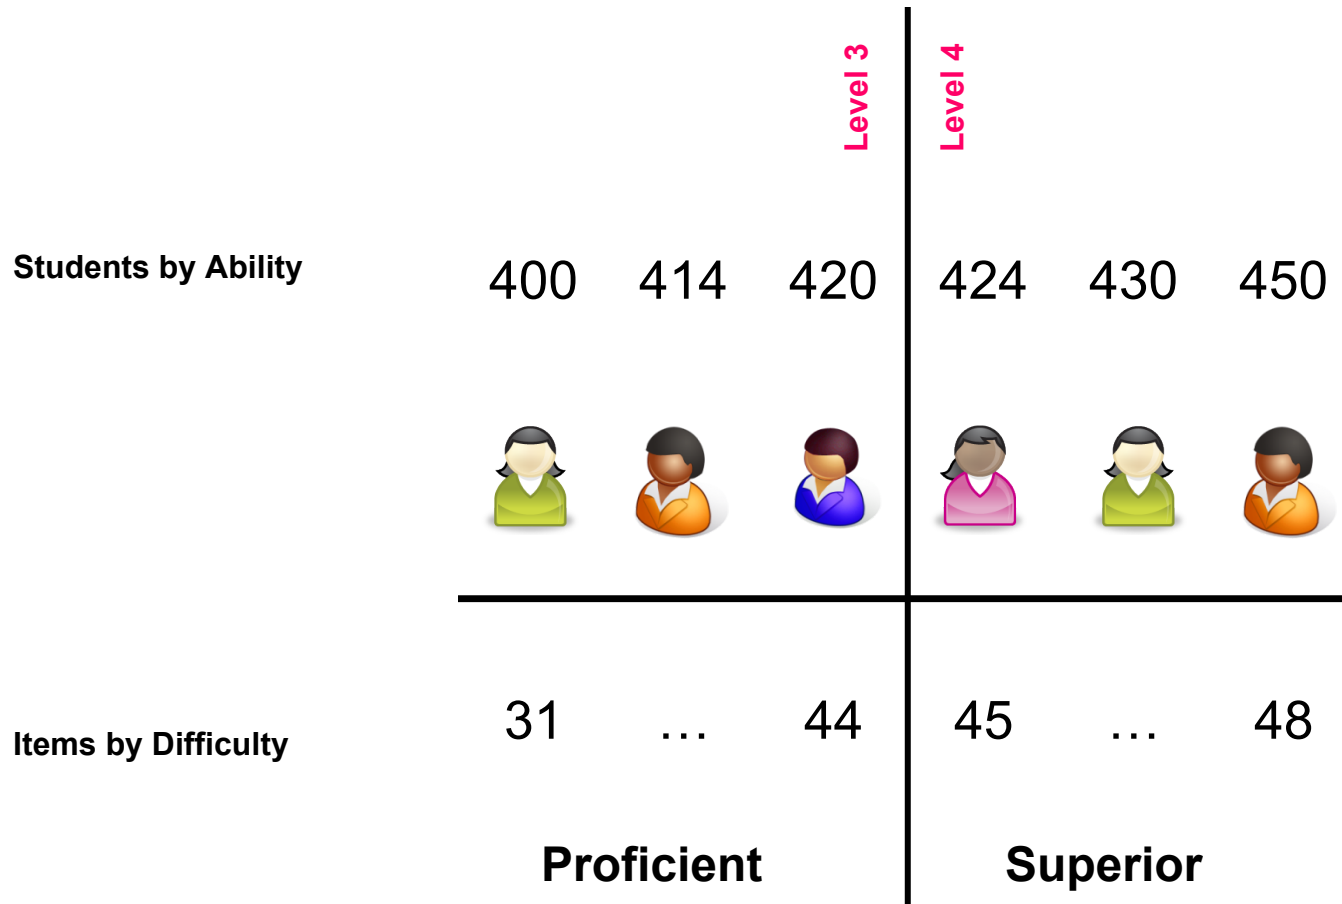 Level 3
Level 4
Students by Ability
400 414 420 424 430 450
31 … 44 45 … 48
Items by Difficulty
Proficient Superior